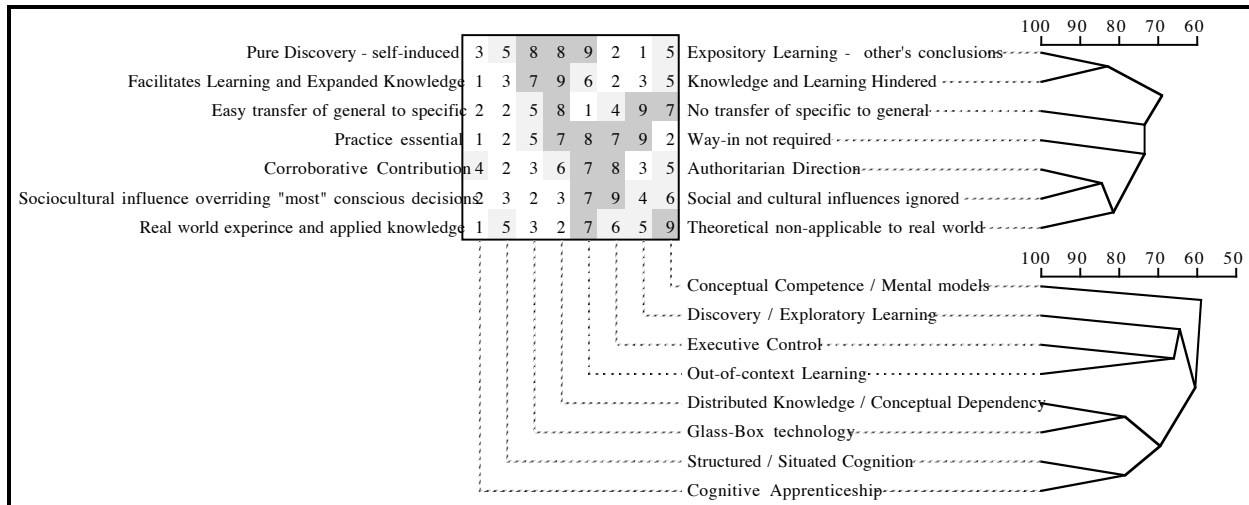 100 90 80 70 60
Pure Discovery - self-induced 3 5 8 8 9 2 1 5 Expository Learning - other's conclusions
Facilitates Learning and Expanded Knowledge 1 3 7 9 6 2 3 5 Knowledge and Learning Hindered
Easy transfer of general to specific 2 2 5 8 1 4 9 7 No transfer of specific to general
Practice essential 1 2 5 7 8 7 9 2 Way-in not required
Corroborative Contribution 4 2 3 6 7 8 3 5 Authoritarian Direction
Sociocultural influence overriding "most" conscious decisions 2 3 2 3 7 9 4 6 Social and cultural influences ignored
Real world experince and applied knowledge 1 5 3 2 7 6 5 9 Theoretical non-applicable to real world
100 90 80 70 60 50
Conceptual Competence / Mental models
Discovery / Exploratory Learning
Executive Control
Out-of-context Learning
Distributed Knowledge / Conceptual Dependency
Glass-Box technology
Structured / Situated Cognition
Cognitive Apprenticeship